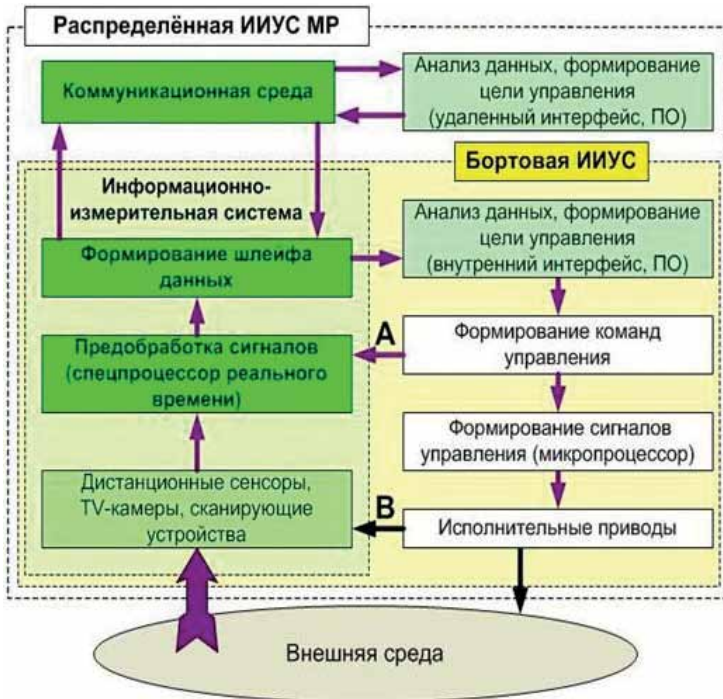 Распределённая ИИУС МР
Коммуникационная среда
Анализ данных, формирование
цели управления
(удаленный интерфейс, ПО)
Бортовая ИИУС
Информационно-
измерительная система
Формирование шлейфа
данных
Анализ данных, формирование
цели управления
(внутренний интерфейс, ПО)
A
Предобработка сигналов
(спецпроцессор реального
времени)
Формирование команд
управления
Формирование сигналов
управления (микропроцессор)
Дистанционные сенсоры,
TV-камеры, сканирующие
устройства
B
Исполнительные приводы
Внешняя среда